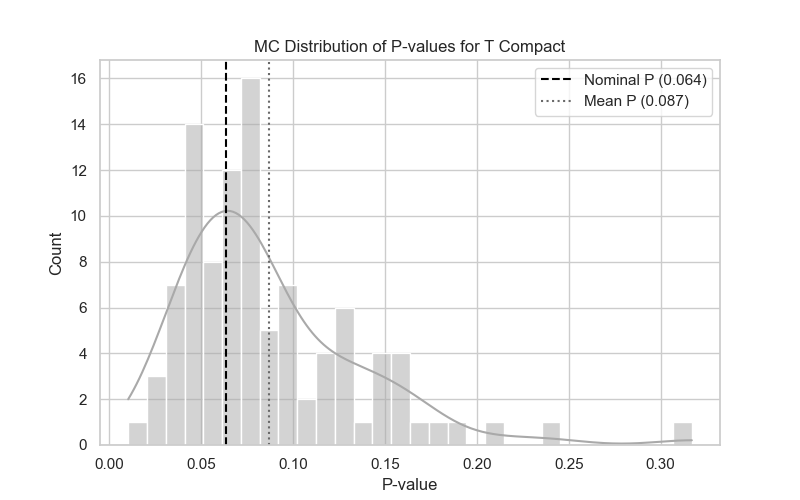 MC Distribution of P-values for T Compact
Nominal P (0.064)
Mean P (0.087)
Count
16
14
12
10
8
6
4
2
0
0.00 0.05 0.10 0.15 0.20 0.25 0.30
P-value